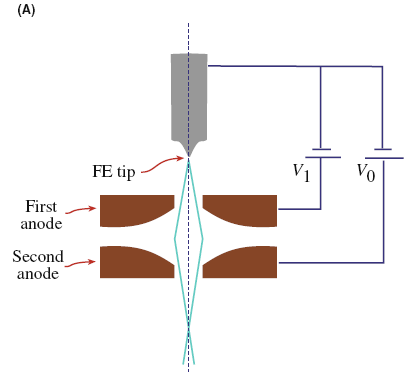 (A)
FE tip
V1
V0
First
anode
Second
anode